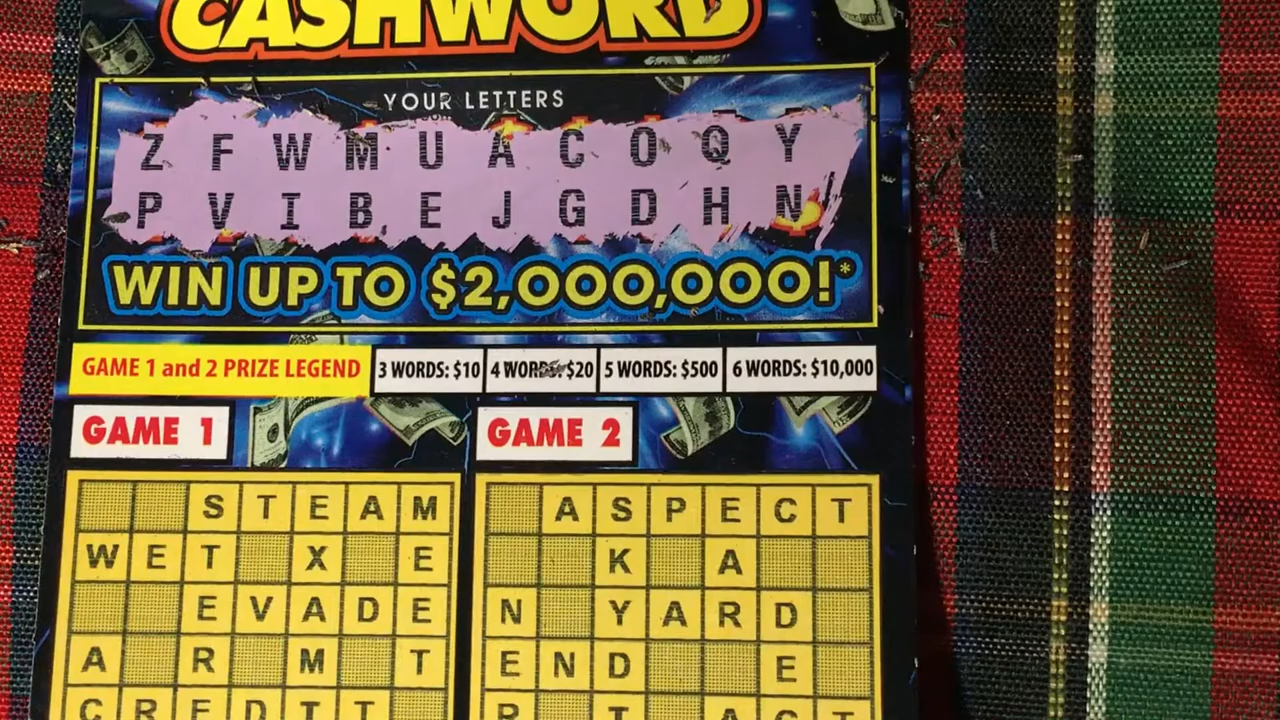 CASHWORD
YOUR LETTERS
Z F W M U A C O Q Y
P V I B E J G D H N
WIN UP TO $2,000,000!*
GAME 1 and 2 PRIZE LEGEND 3 WORDS: $10 4 WORDS: $20 5 WORDS: $500 6 WORDS: $10,000
GAME 1 GAME 2
S T E A M A S P E C T
W E T X E K A
E V A D E N Y A R D
A R M T E N D E
C R E D I T